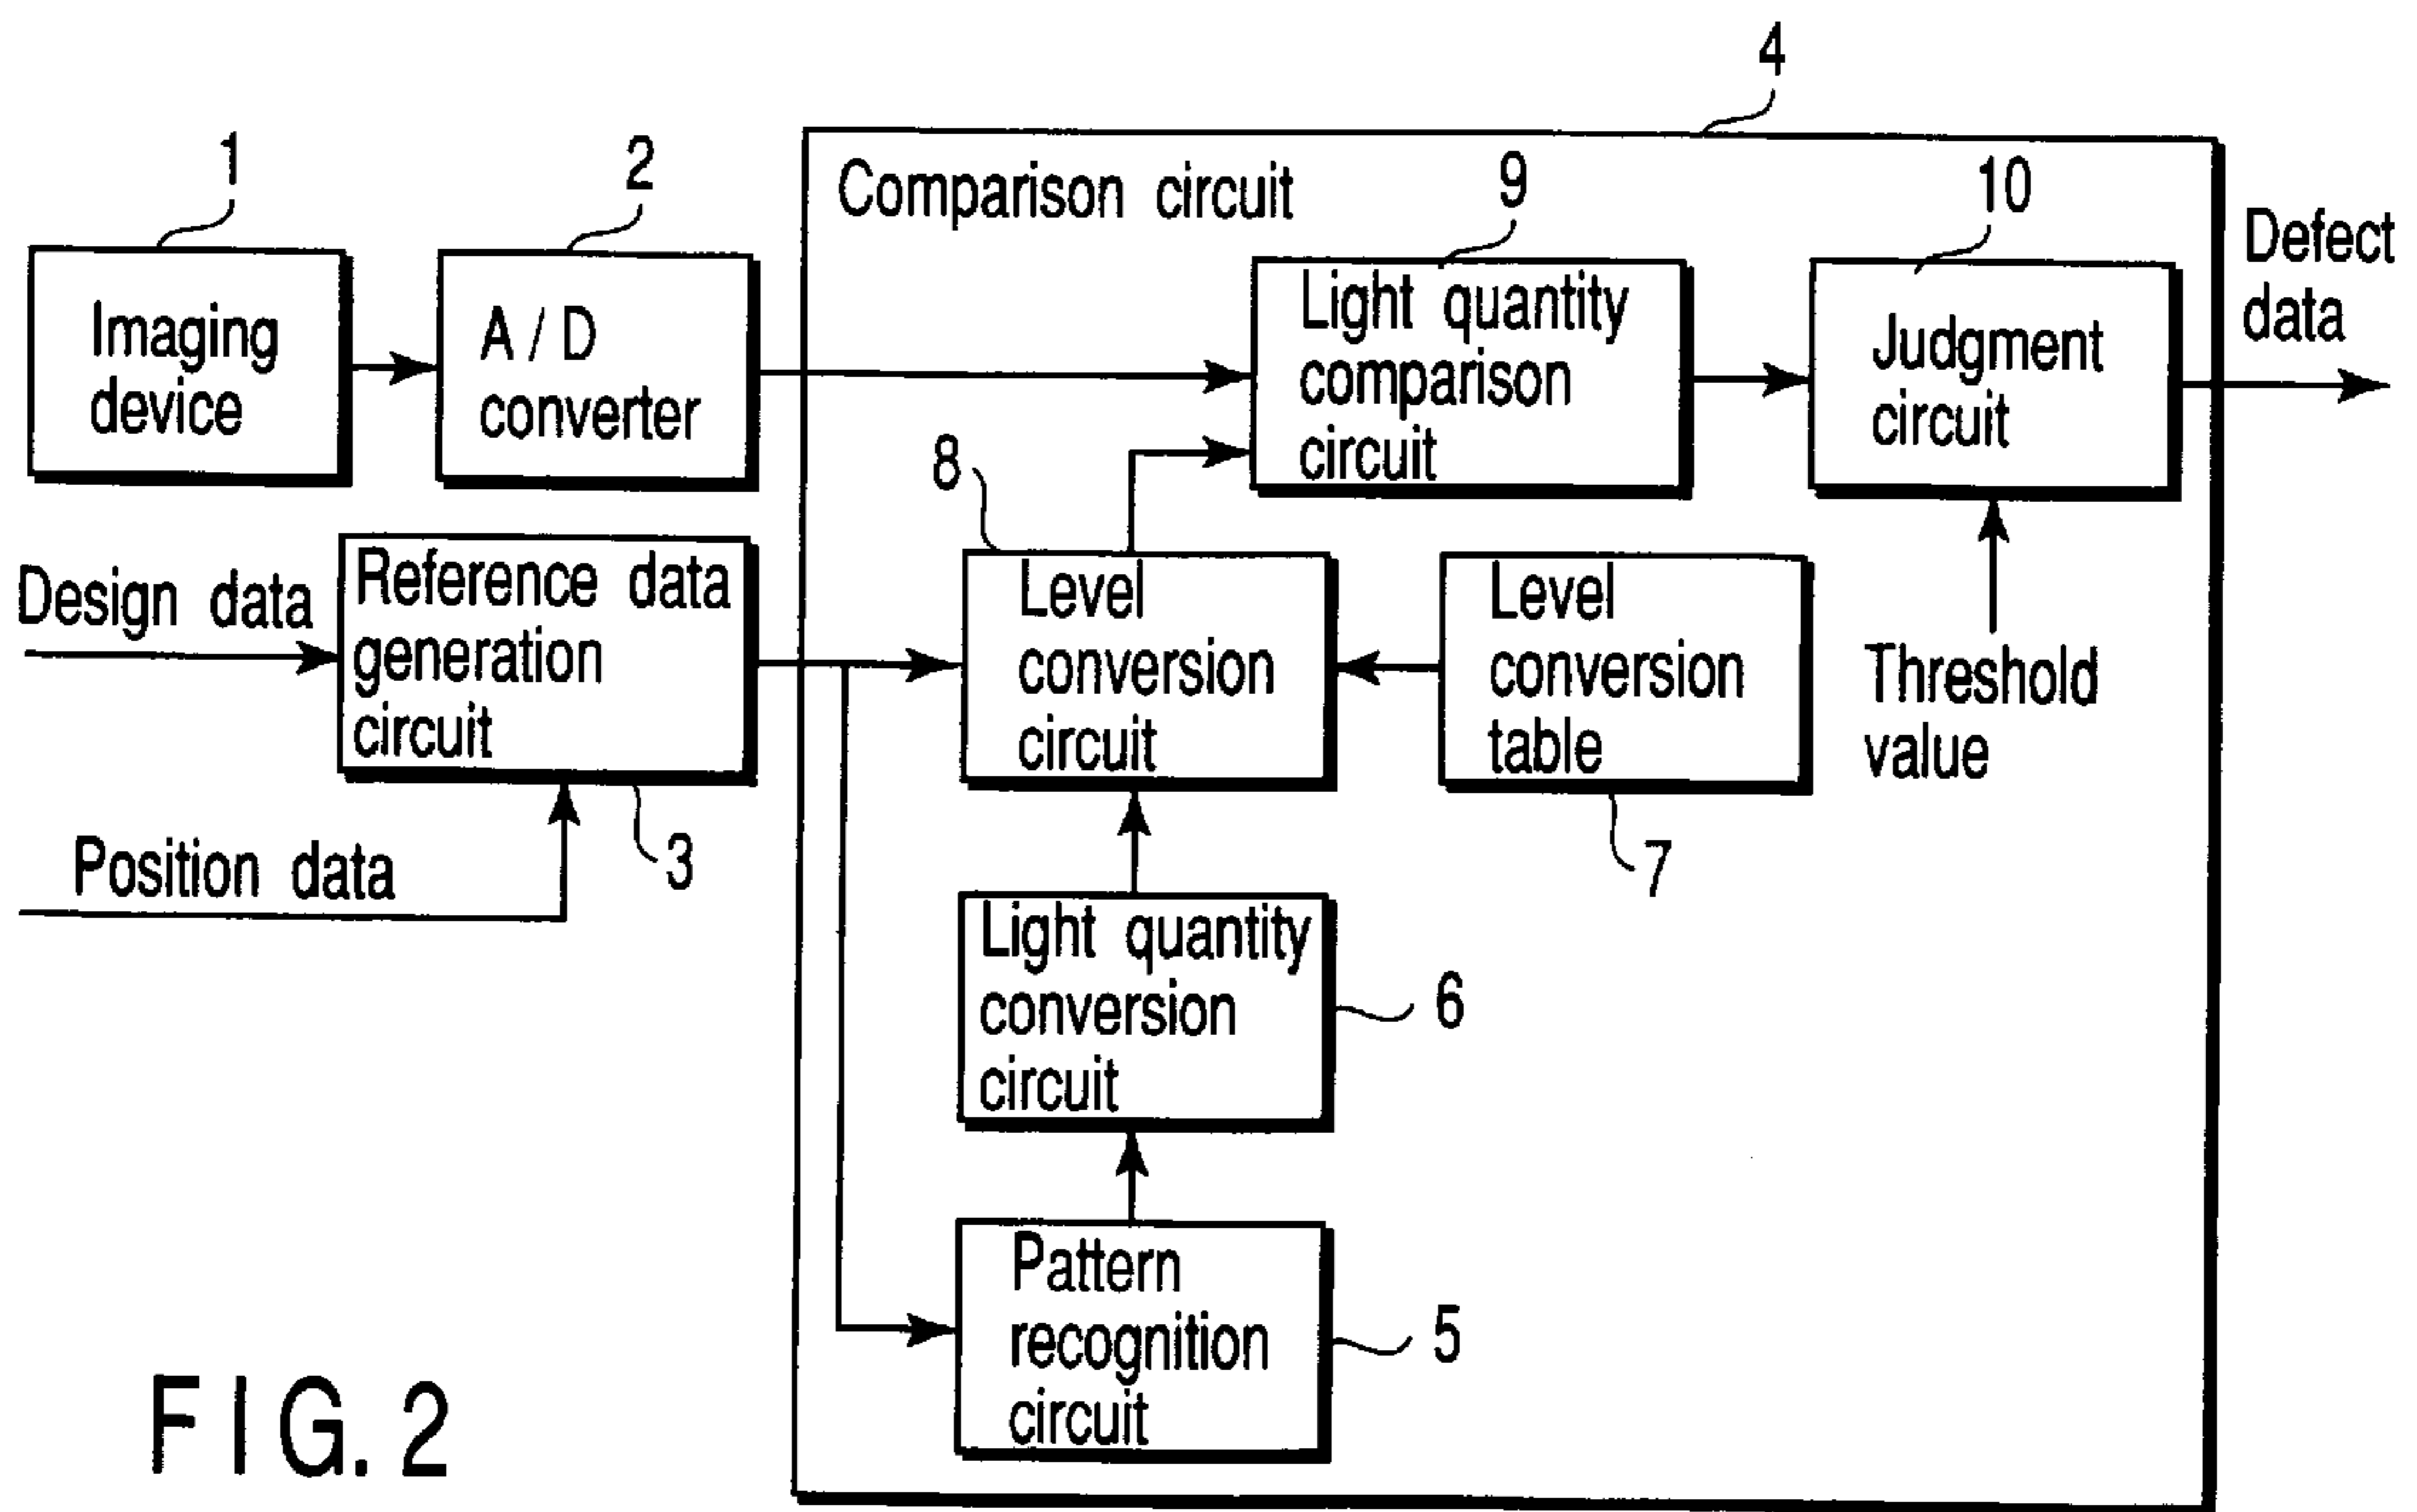 4
1
2
Comparison circuit
9
10
Defect
data
Imaging
device
A / D
converter
Light quantity
comparison
circuit
Judgment
circuit
8
Design data
Reference data
generation
circuit
Level
conversion
circuit
Level
conversion
table
Threshold
value
Position data
3
7
Light quantity
conversion
circuit
6
Pattern
recognition
circuit
5
FIG. 2